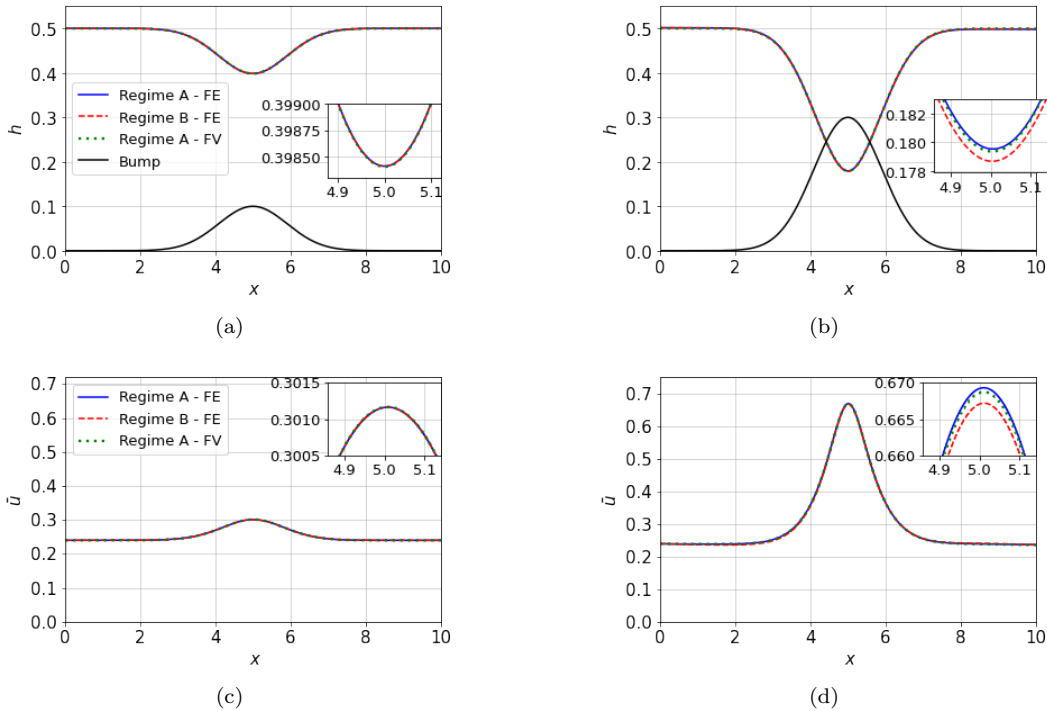 0.5
0.4
0.3
0.2
0.1
0.0
h
Regime A - FE
Regime B - FE
Regime A - FV
Bump
0.39900
0.39875
0.39850
4.9 5.0 5.1
0 2 4 6 8 10
x
(a)
0.5
0.4
0.3
0.2
0.1
0.0
h
0.182
0.180
0.178
4.9 5.0 5.1
0 2 4 6 8 10
x
(b)
0.7
0.6
0.5
0.4
0.3
0.2
0.1
0.0
ū
Regime A - FE
Regime B - FE
Regime A - FV
0.3015
0.3010
0.3005
4.9 5.0 5.1
0 2 4 6 8 10
x
(c)
0.7
0.6
0.5
0.4
0.3
0.2
0.1
0.0
ū
0.670
0.665
0.660
4.9 5.0 5.1
0 2 4 6 8 10
x
(d)